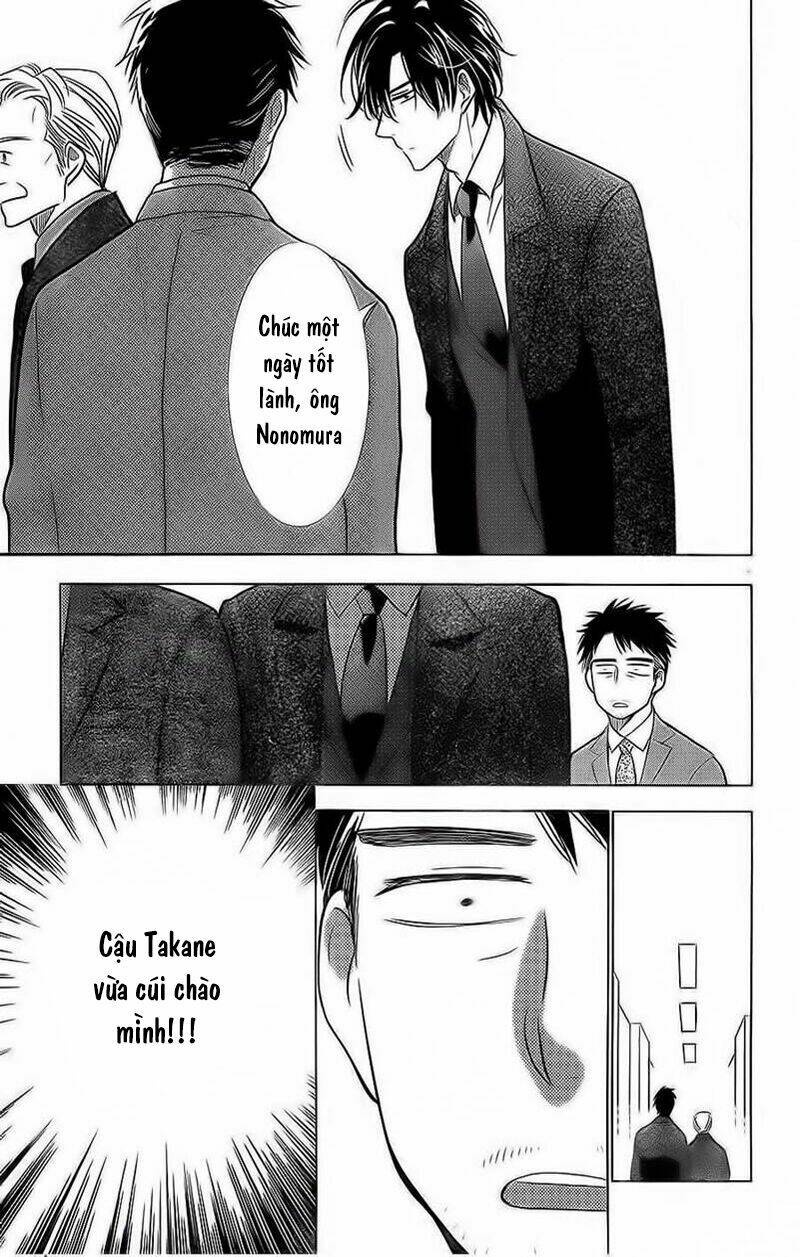 Chúc một
ngày tốt
lành, ông
Nonomura
Cậu Takane
vừa cúi chào
mình!!!